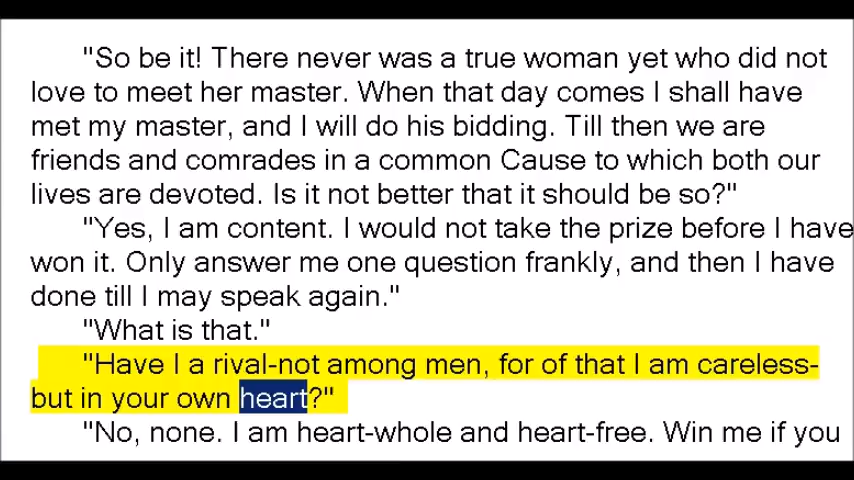 "So be it! There never was a true woman yet who did not
love to meet her master. When that day comes I shall have
met my master, and I will do his bidding. Till then we are
friends and comrades in a common Cause to which both our
lives are devoted. Is it not better that it should be so?"
"Yes, I am content. I would not take the prize before I have
won it. Only answer me one question frankly, and then I have
done till I may speak again."
"What is that."
"Have I a rival-not among men, for of that I am careless-
but in your own heart?"
"No, none. I am heart-whole and heart-free. Win me if you